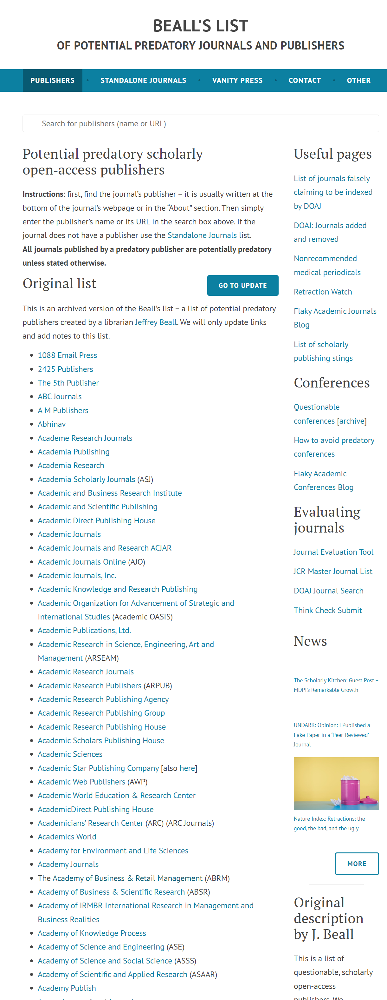 BEALL'S LIST
OF POTENTIAL PREDATORY JOURNALS AND PUBLISHERS
PUBLISHERS • STANDALONE JOURNALS • VANITY PRESS • CONTACT • OTHER
Search for publishers (name or URL)
Potential predatory scholarly
open-access publishers
Instructions: first, find the journal’s publisher – it is usually written at the
bottom of the journal’s webpage or in the “About” section. Then simply
enter the publisher’s name or its URL in the search box above. If the
journal does not have a publisher use the Standalone Journals list.
All journals published by a predatory publisher are potentially predatory
unless stated otherwise.
Original list
GO TO UPDATE
This is an archived version of the Beall’s list – a list of potential predatory
publishers created by a librarian Jeffrey Beall. We will only update links
and add notes to this list.
• 1088 Email Press
• 2425 Publishers
• The 5th Publisher
• ABC Journals
• A M Publishers
• Abhinav
• Academe Research Journals
• Academia Publishing
• Academia Research
• Academia Scholarly Journals (ASJ)
• Academic and Business Research Institute
• Academic and Scientific Publishing
• Academic Direct Publishing House
• Academic Journals
• Academic Journals and Research ACJAR
• Academic Journals Online (AJO)
• Academic Journals, Inc.
• Academic Knowledge and Research Publishing
• Academic Organization for Advancement of Strategic and
International Studies (Academic OASIS)
• Academic Publications, Ltd.
• Academic Research in Science, Engineering, Art and
Management (ARSEAM)
• Academic Research Journals
• Academic Research Publishers (ARPUB)
• Academic Research Publishing Agency
• Academic Research Publishing Group
• Academic Research Publishing House
• Academic Scholars Publishing House
• Academic Sciences
• Academic Star Publishing Company [also here]
• Academic Web Publishers (AWP)
• Academic World Education & Research Center
• AcademicDirect Publishing House
• Academicians’ Research Center (ARC) (ARC Journals)
• Academics World
• Academy for Environment and Life Sciences
• Academy Journals
• The Academy of Business & Retail Management (ABRM)
• Academy of Business & Scientific Research (ABSR)
• Academy of IRMBR International Research in Management and
Business Realities
• Academy of Knowledge Process
• Academy of Science and Engineering (ASE)
• Academy of Science and Social Science (ASSS)
• Academy of Scientific and Applied Research (ASAAR)
• Academy Publish
Useful pages
List of journals falsely
claiming to be indexed
by DOAJ
DOAJ: Journals added
and removed
Nonrecommended
medical periodicals
Retraction Watch
Flaky Academic Journals
Blog
List of scholarly
publishing stings
Conferences
Questionable
conferences [archive]
How to avoid predatory
conferences
Flaky Academic
Conferences Blog
Evaluating
journals
Journal Evaluation Tool
JCR Master Journal List
DOAJ Journal Search
Think Check Submit
News
The Scholarly Kitchen: Guest Post –
MDPI’s Remarkable Growth
UNDARK: Opinion: I Published a
Fake Paper in a ‘Peer-Reviewed’
Journal
Nature Index: Retractions: the
good, the bad, and the ugly
MORE
Original
description
by J. Beall
This is a list of
questionable, scholarly
open-access
publishers. We